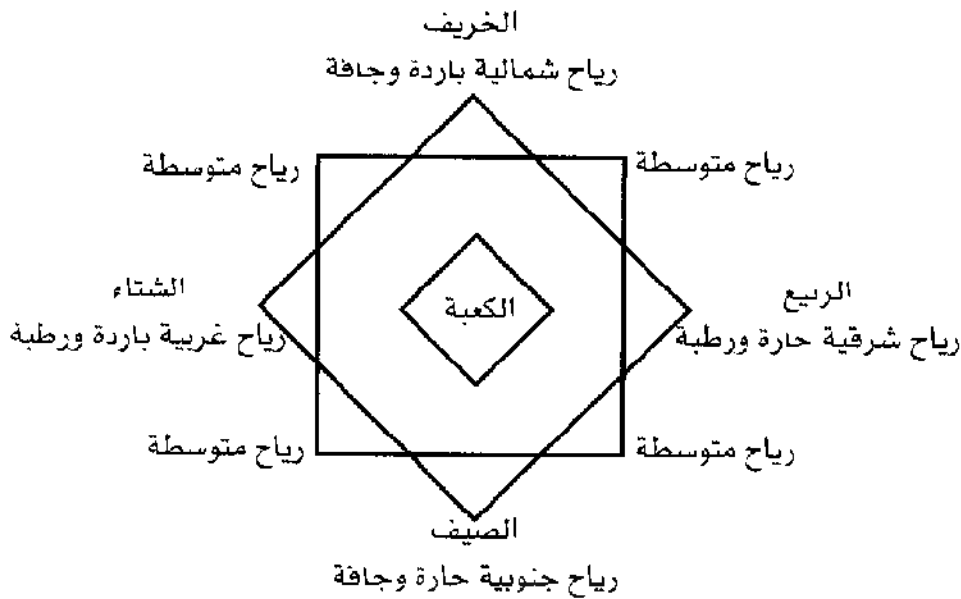 الخريف
رياح شمالية باردة وجافة
رياح متوسطة
رياح متوسطة
الربيع
رياح شرقية حارة ورطبة
الكعبة
الشتاء
رياح غربية باردة ورطبة
رياح متوسطة
رياح متوسطة
الصيف
رياح جنوبية حارة وجافة